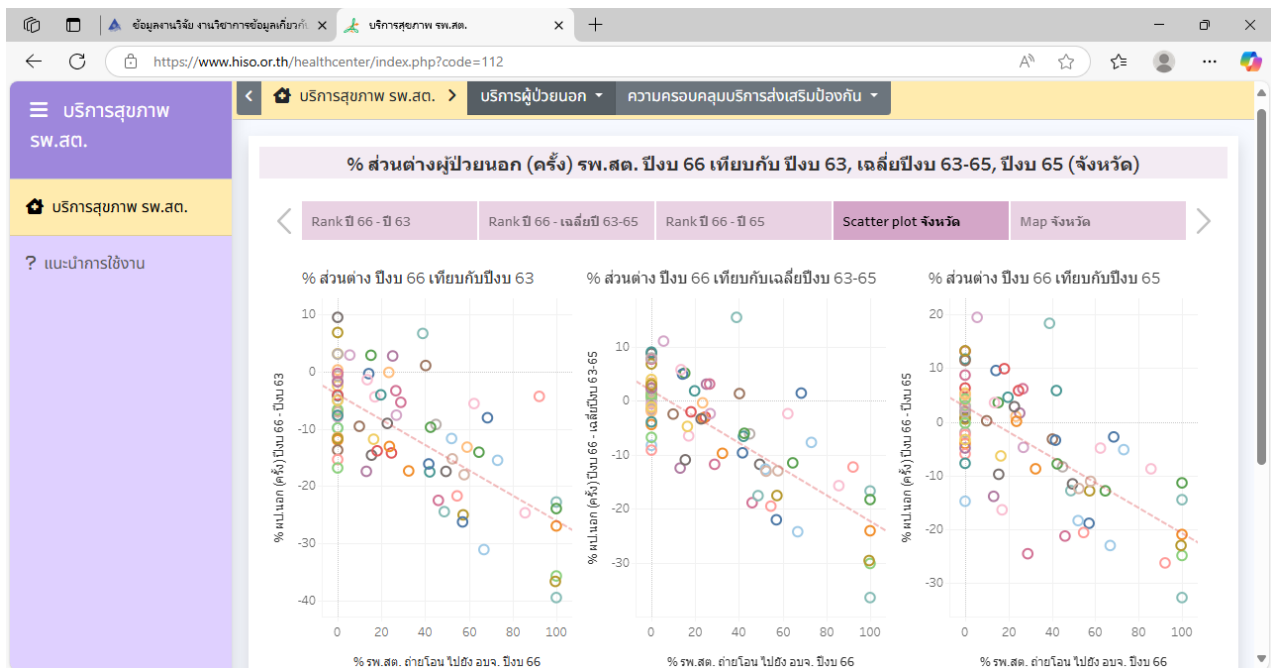 ข้อมูลงานวิจัย งานวิชาการข้อมูลเกี่ยวกั
บริการสุขภาพ รพ.สต.
https://www.hiso.or.th/healthcenter/index.php?code=112
บริการสุขภาพ
รพ.สต.
บริการสุขภาพ รพ.สต.
บริการผู้ป่วยนอก
ความครอบคลุมบริการส่งเสริมป้องกัน
บริการสุขภาพ รพ.สต.
? แนะนำการใช้งาน
% ส่วนต่างผู้ป่วยนอก (ครั้ง) รพ.สต. ปีงบ 66 เทียบกับ ปีงบ 63, เฉลี่ยปีงบ 63-65, ปีงบ 65 (จังหวัด)
Rank ปี 66 - ปี 63
Rank ปี 66 - เฉลี่ยปี 63-65
Rank ปี 66 - ปี 65
Scatter plot จังหวัด
Map จังหวัด
% ส่วนต่าง ปีงบ 66 เทียบกับปีงบ 63
% ผป.นอก (ครั้ง) ปีงบ 66 - ปีงบ 63
10
0
-10
-20
-30
-40
0 20 40 60 80 100
% รพ.สต. ถ่ายโอน ไปยัง อบจ. ปีงบ 66
% ส่วนต่าง ปีงบ 66 เทียบกับเฉลี่ยปีงบ 63-65
% ผป.นอก (ครั้ง) ปีงบ 66 - เฉลี่ยปีงบ 63-65
10
0
-10
-20
-30
0 20 40 60 80 100
% รพ.สต. ถ่ายโอน ไปยัง อบจ. ปีงบ 66
% ส่วนต่าง ปีงบ 66 เทียบกับปีงบ 65
% ผป.นอก (ครั้ง) ปีงบ 66 - ปีงบ 65
20
10
0
-10
-20
-30
0 20 40 60 80 100
% รพ.สต. ถ่ายโอน ไปยัง อบจ. ปีงบ 66